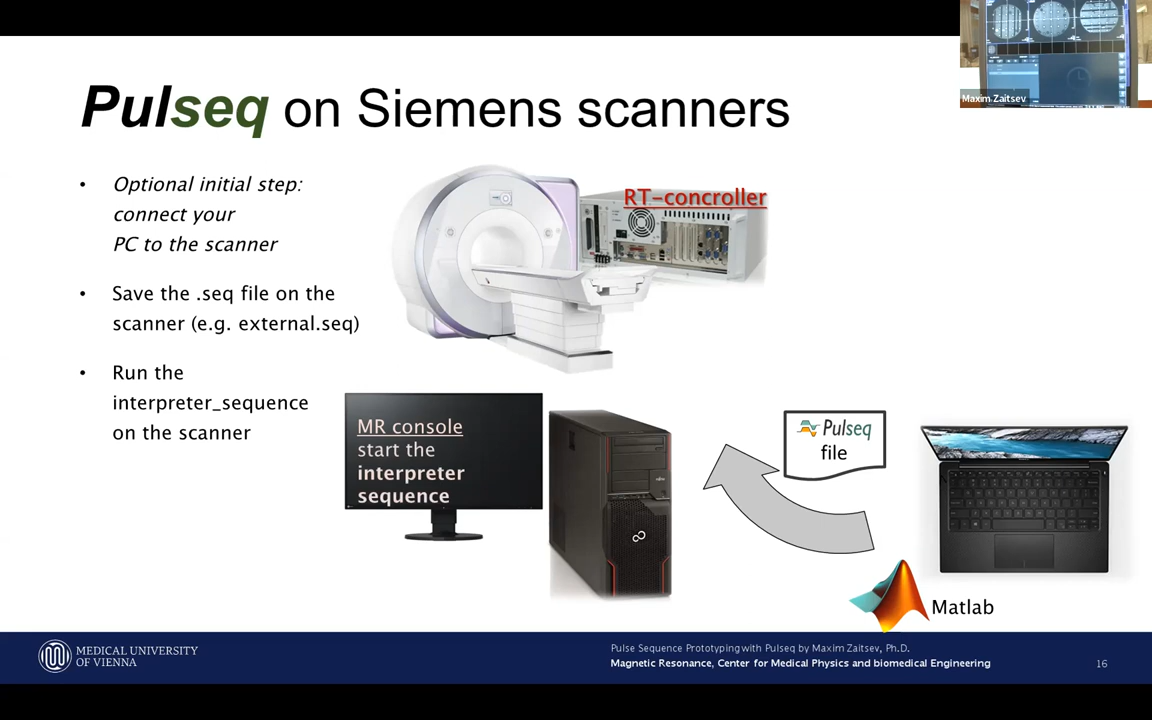 Maxim Zaitsev
Pulseq on Siemens scanners
• Optional initial step:
connect your
PC to the scanner
• Save the .seq file on the
scanner (e.g. external.seq)
• Run the
interpreter_sequence
on the scanner
RT-concroller
MR console
start the
interpreter
sequence
Pulseq
file
Matlab
MEDICAL UNIVERSITY
OF VIENNA
Pulse Sequence Prototyping with Pulseq by Maxim Zaitsev, Ph.D.
Magnetic Resonance, Center for Medical Physics and biomedical Engineering
16